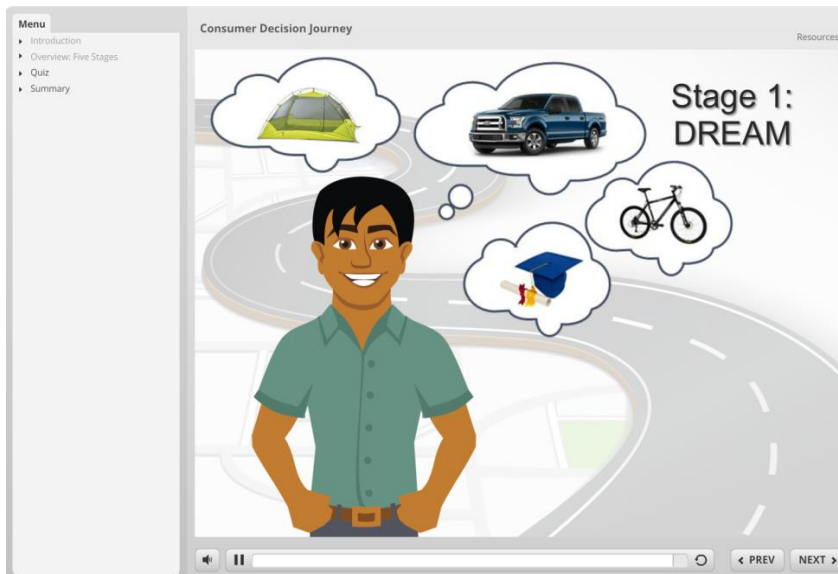 Menu
Introduction
Overview: Five Stages
Quiz
Summary
Consumer Decision Journey
Resources
Stage 1:
DREAM
PREV
NEXT